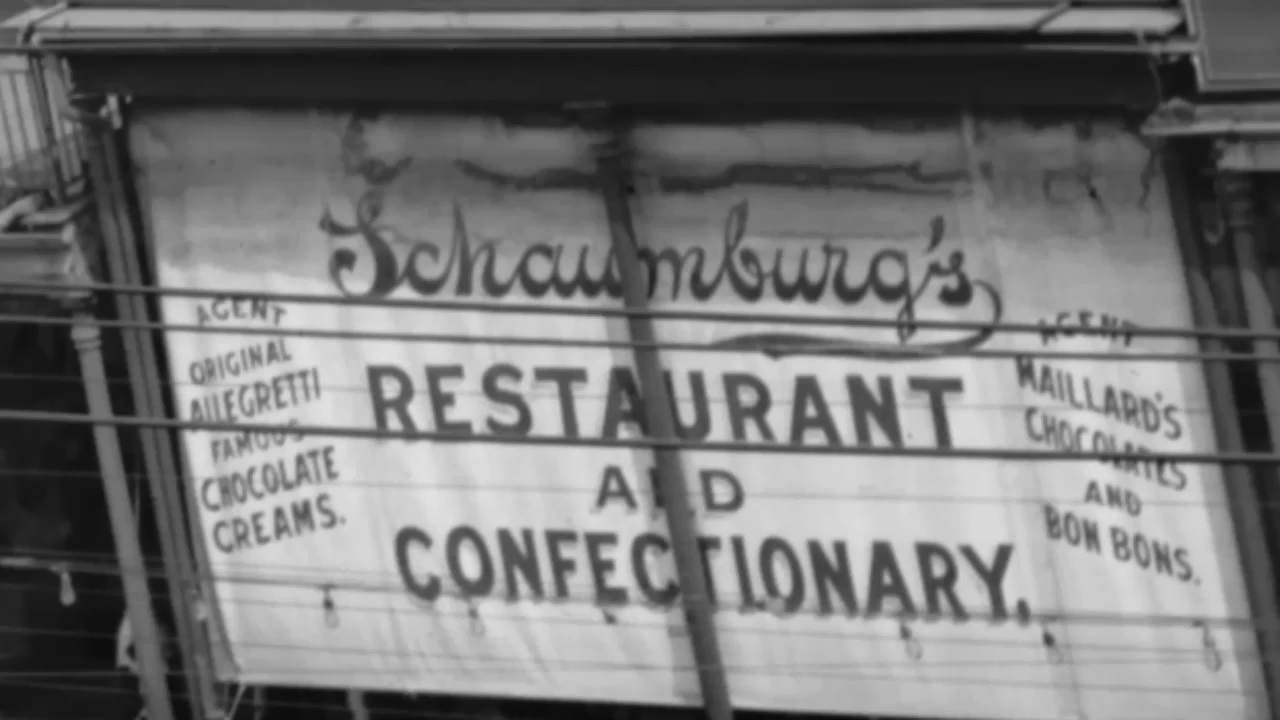 Schaumburg's
RESTAURANT
AND
CONFECTIONARY.
AGENT
ORIGINAL
AllEGRETTI
FAMOUS
CHOCOLATE
CREAMS.
AGENT
MAILLARD'S
CHOCOLATES
AND
BON BONS.